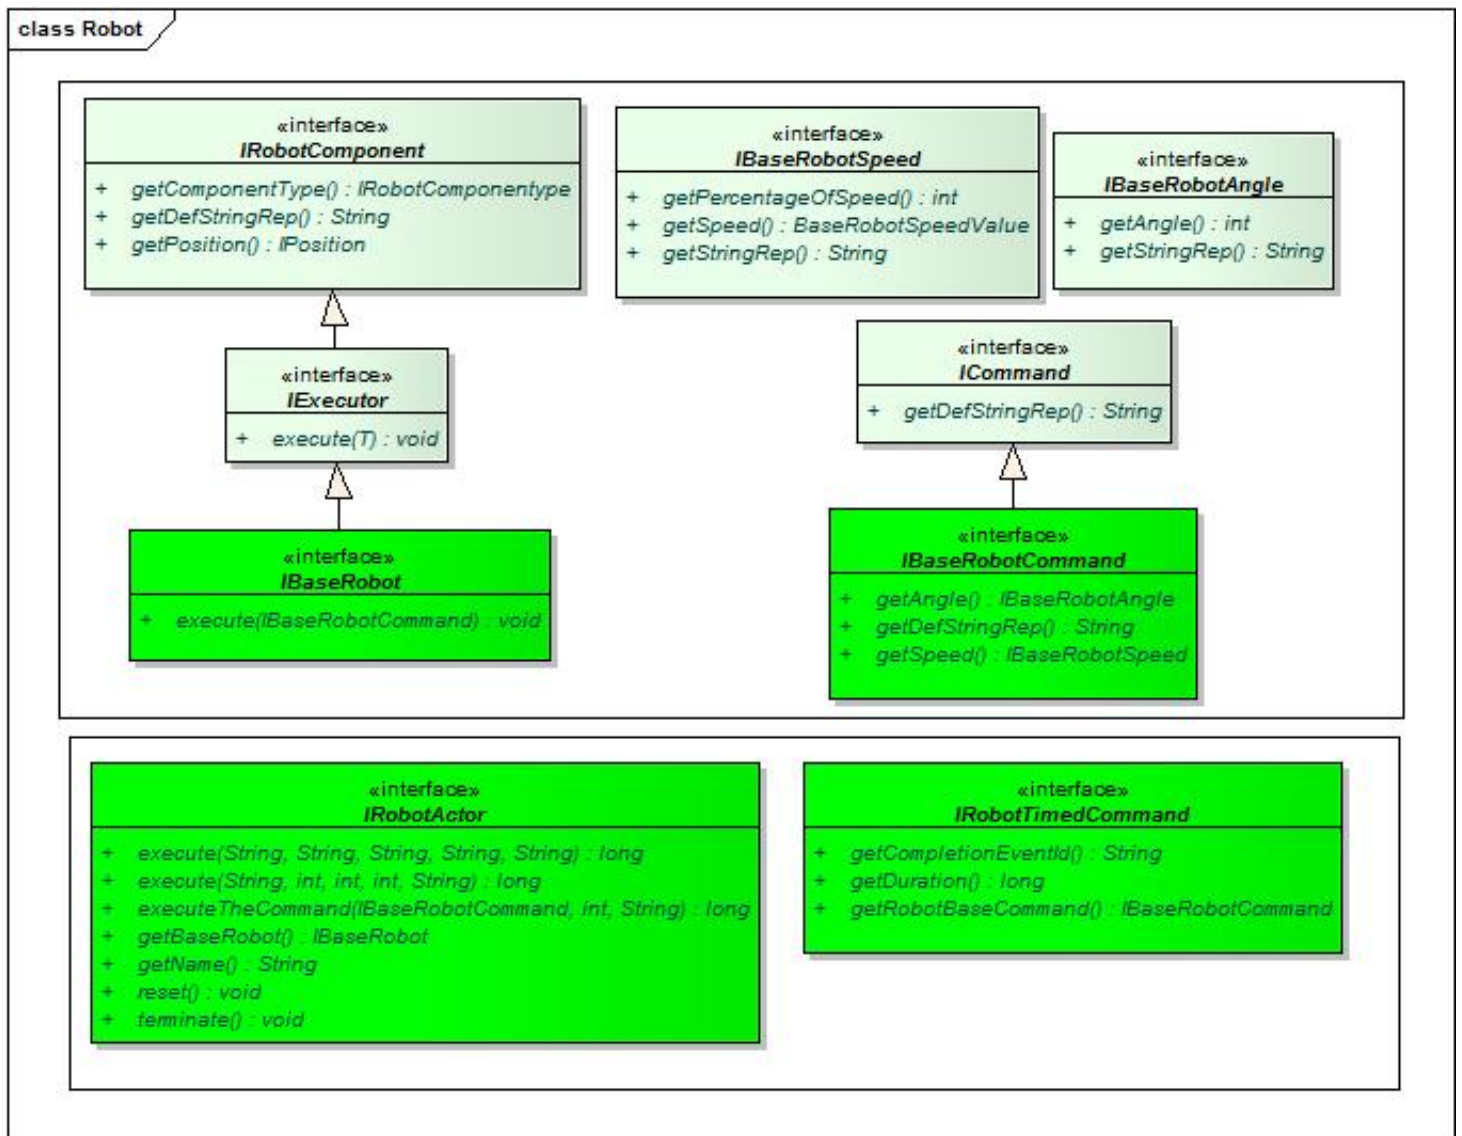 class Robot
«interface»
IRobotComponent
+ getComponentType() : IRobotComponentype
+ getDefStringRep() : String
+ getPosition() : IPosition
«interface»
IBaseRobotSpeed
+ getPercentageOfSpeed() : int
+ getSpeed() : BaseRobotSpeedValue
+ getStringRep() : String
«interface»
IBaseRobotAngle
+ getAngle() : int
+ getStringRep() : String
«interface»
IExecutor
+ execute(T) : void
«interface»
ICommand
+ getDefStringRep() : String
«interface»
IBaseRobot
+ execute(IBaseRobotCommand) : void
«interface»
IBaseRobotCommand
+ getAngle() : IBaseRobotAngle
+ getDefStringRep() : String
+ getSpeed() : IBaseRobotSpeed
«interface»
IRobotActor
+ execute(String, String, String, String, String) : long
+ execute(String, int, int, int, String) : long
+ executeTheCommand(IBaseRobotCommand, int, String) : long
+ getBaseRobot() : IBaseRobot
+ getName() : String
+ reset() : void
+ terminate() : void
«interface»
IRobotTimedCommand
+ getCompletionEventId() : String
+ getDuration() : long
+ getRobotBaseCommand() : IBaseRobotCommand